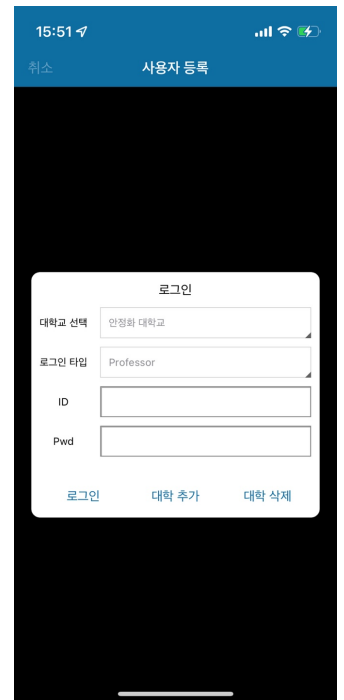 15:51
취소 사용자 등록
로그인
대학교 선택 안정화 대학교
로그인 타입 Professor
ID
Pwd
로그인 대학 추가 대학 삭제